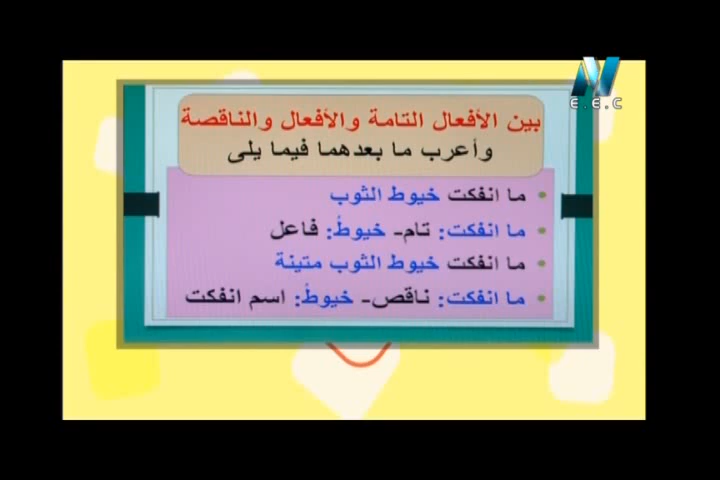 بين الأفعال التامة والأفعال والناقصة
وأعرب ما بعدهما فيما يلى
• ما انفكت خيوط الثوب
• ما انفكت: تام- خيوطُ: فاعل
• ما انفكت خيوط الثوب متينة
• ما انفكت: ناقص- خيوطُ: اسم انفكت
e.e.c